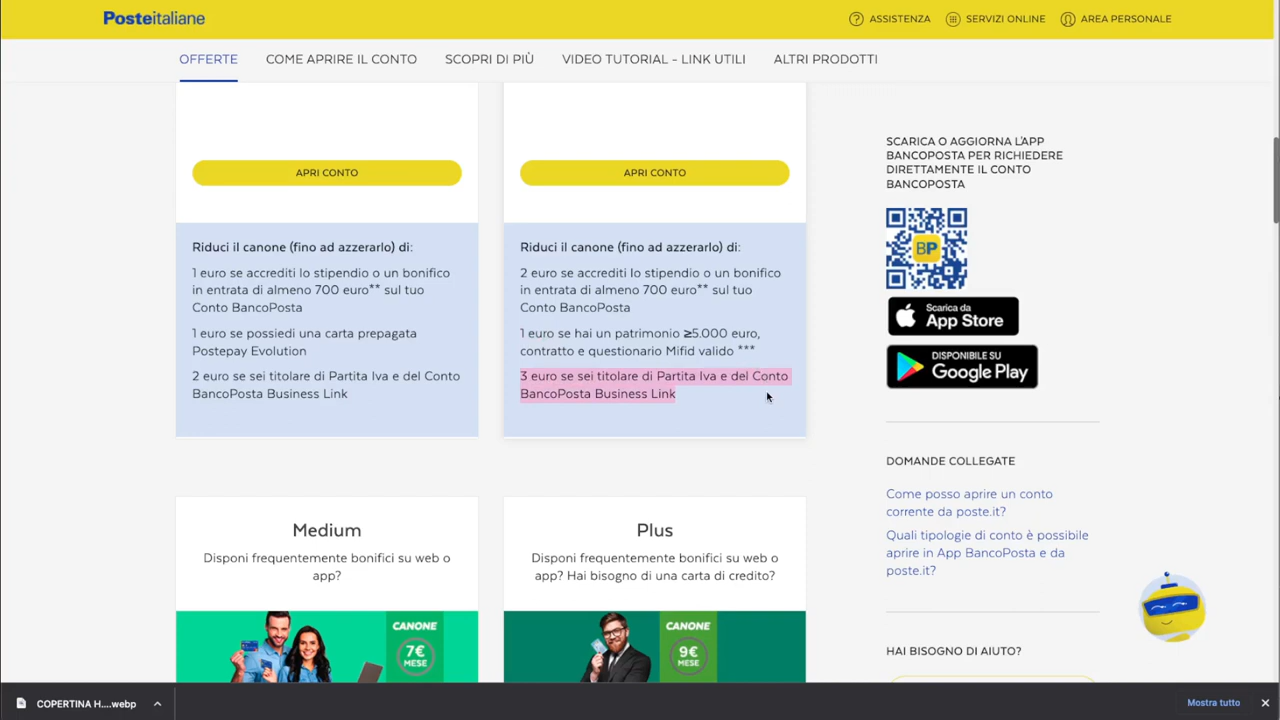 Posteitaliane
ASSISTENZA
SERVIZI ONLINE
AREA PERSONALE
OFFERTE
COME APRIRE IL CONTO
SCOPRI DI PIÙ
VIDEO TUTORIAL - LINK UTILI
ALTRI PRODOTTI
APRI CONTO
Riduci il canone (fino ad azzerarlo) di:
1 euro se accrediti lo stipendio o un bonifico
in entrata di almeno 700 euro** sul tuo
Conto BancoPosta
1 euro se possiedi una carta prepagata
Postepay Evolution
2 euro se sei titolare di Partita Iva e del Conto
BancoPosta Business Link
APRI CONTO
Riduci il canone (fino ad azzerarlo) di:
2 euro se accrediti lo stipendio o un bonifico
in entrata di almeno 700 euro** sul tuo
Conto BancoPosta
1 euro se hai un patrimonio ≥5.000 euro,
contratto e questionario Mifid valido ***
3 euro se sei titolare di Partita Iva e del Conto
BancoPosta Business Link
Medium
Disponi frequentemente bonifici su web o
app?
CANONE
7€
MESE
Plus
Disponi frequentemente bonifici su web o
app? Hai bisogno di una carta di credito?
CANONE
9€
MESE
SCARICA O AGGIORNA L'APP
BANCOPOSTA PER RICHIEDERE
DIRETTAMENTE IL CONTO
BANCOPOSTA
BP
Scarica da
App Store
DISPONIBILE SU
Google Play
DOMANDE COLLEGATE
Come posso aprire un conto
corrente da poste.it?
Quali tipologie di conto è possibile
aprire in App BancoPosta e da
poste.it?
HAI BISOGNO DI AIUTO?
COPERTINA H....webp
Mostra tutto